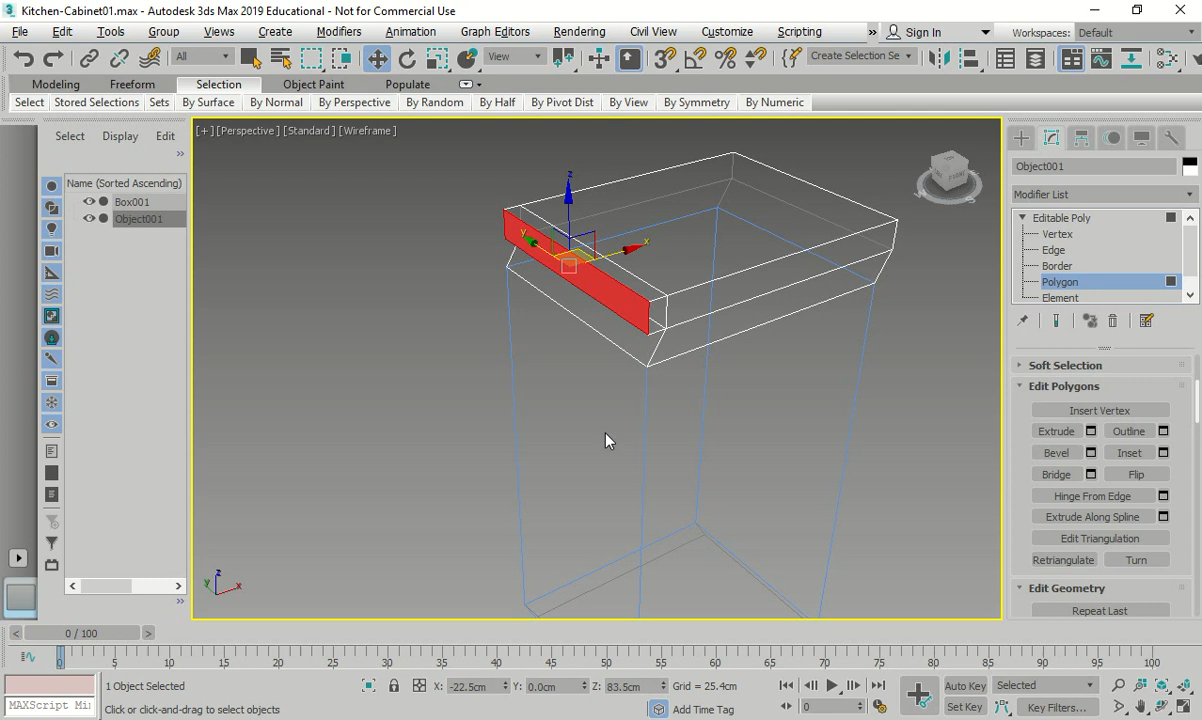 Kitchen-Cabinet01.max - Autodesk 3ds Max 2019 Educational - Not for Commercial Use
File Edit Tools Group Views Create Modifiers Animation Graph Editors Rendering Civil View Customize Scripting » Sign In Workspaces: Default
All View Create Selection Se
Modeling Freeform Selection Object Paint Populate
Select Stored Selections Sets By Surface By Normal By Perspective By Random By Half By Pivot Dist By View By Symmetry By Numeric
[+] [Perspective] [Standard] [Wireframe]
Select Display Edit
»
Name (Sorted Ascending)
Box001
Object001
»
z
y
x
FRONT
z
y
x
Object001
Modifier List
Editable Poly
Vertex
Edge
Border
Polygon
Element
Soft Selection
Edit Polygons
Insert Vertex
Extrude Outline
Bevel Inset
Bridge Flip
Hinge From Edge
Extrude Along Spline
Edit Triangulation
Retriangulate Turn
Edit Geometry
Repeat Last
< 0 / 100 >
0 5 10 15 20 25 30 35 40 45 50 55 60 65 70 75 80 85 90 95 100
1 Object Selected X: -22.5cm Y: 0.0cm Z: 83.5cm Grid = 25.4cm Auto Key Selected
MAXScript Mi Click or click-and-drag to select objects Add Time Tag 0 Set Key Key Filters...